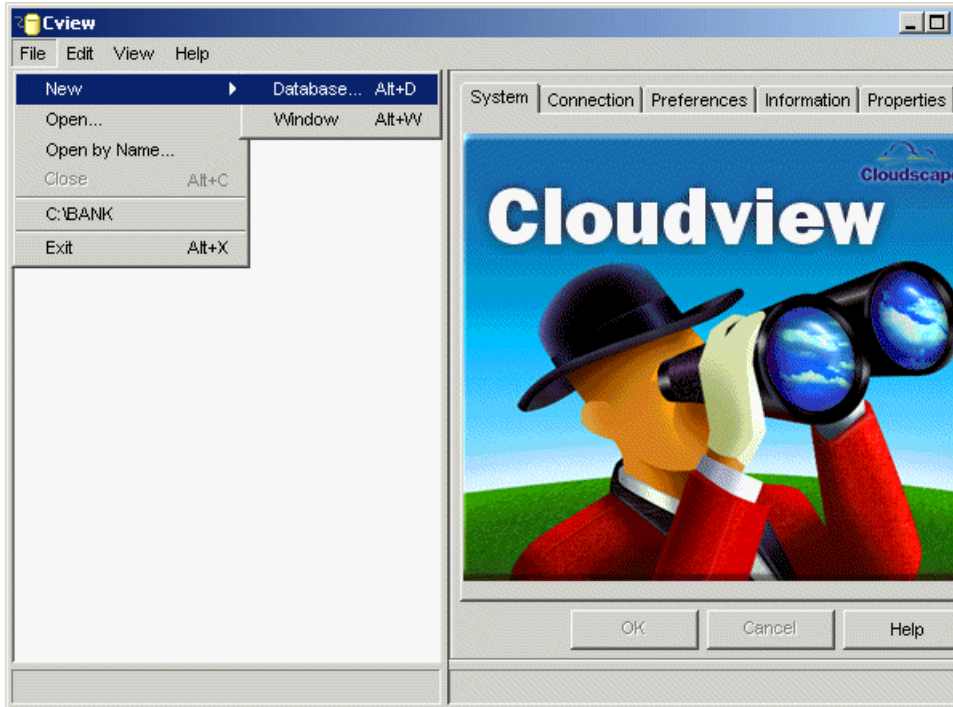 Cview
File Edit View Help
New Database... Alt+D
Open... Window Alt+W
Open by Name...
Close Alt+C
C:\BANK
Exit Alt+X
System Connection Preferences Information Properties
Cloudscape
Cloudview
OK Cancel Help